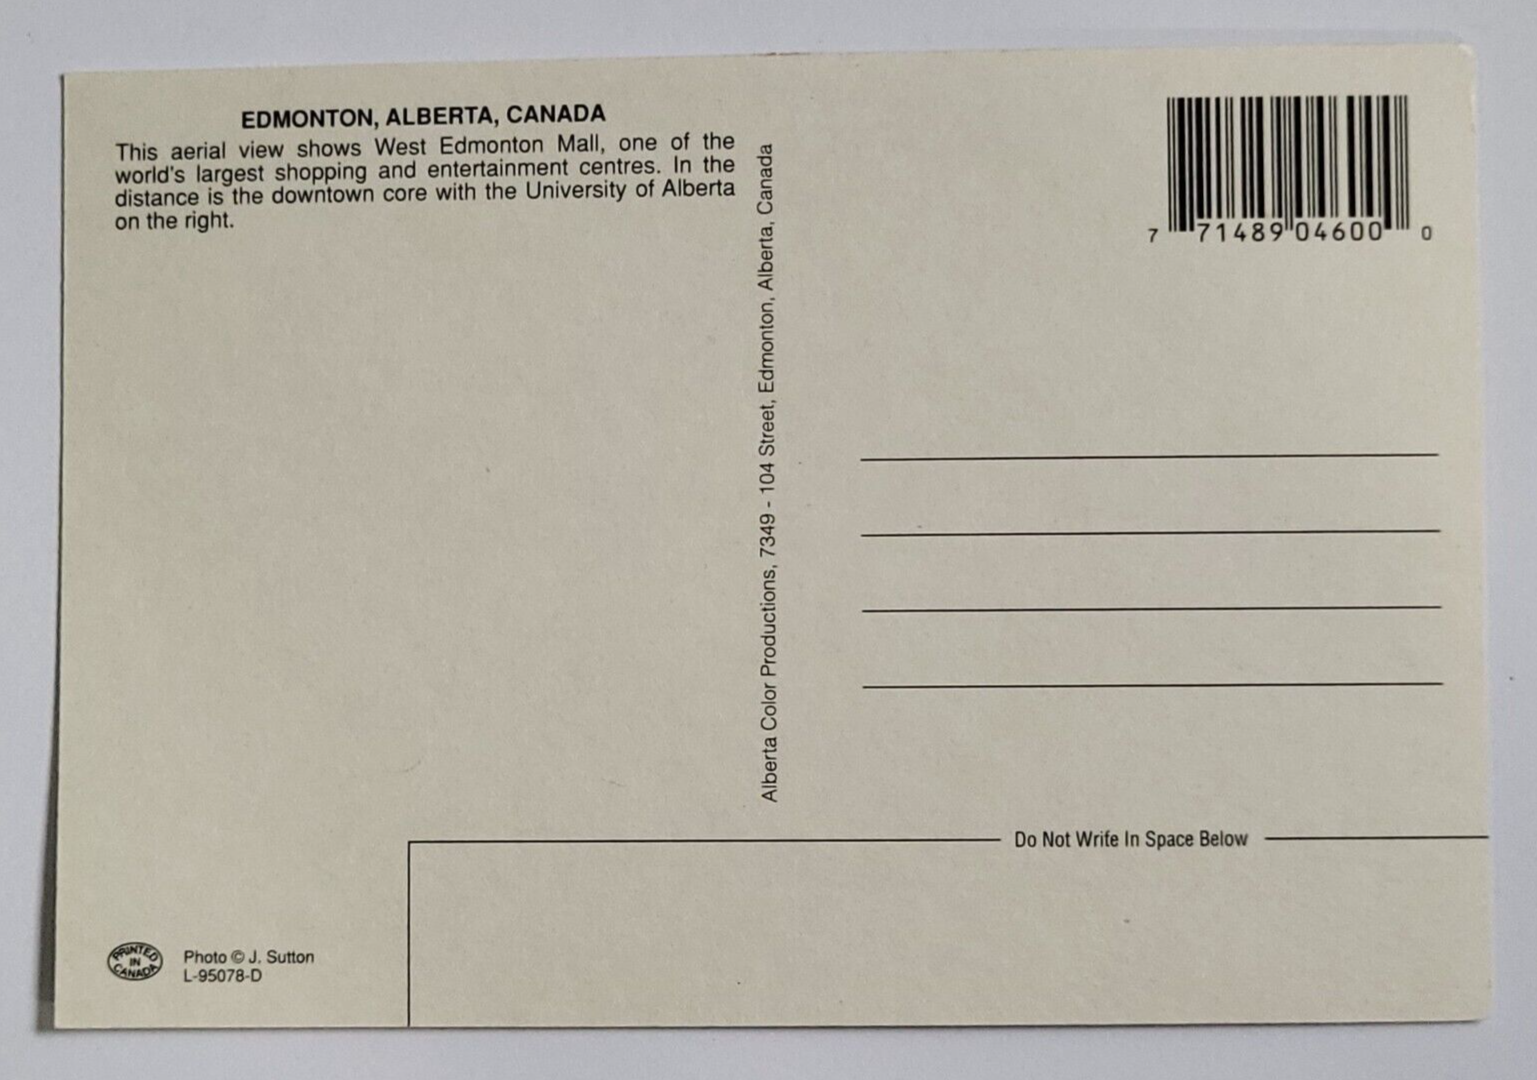 EDMONTON, ALBERTA, CANADA
This aerial view shows West Edmonton Mall, one of the
world's largest shopping and entertainment centres. In the
distance is the downtown core with the University of Alberta
on the right.
Alberta Color Productions, 7349 - 104 Street, Edmonton, Alberta, Canada
7 71489 04600 0
Do Not Write In Space Below
PRINTED
IN
CANADA
Photo © J. Sutton
L-95078-D